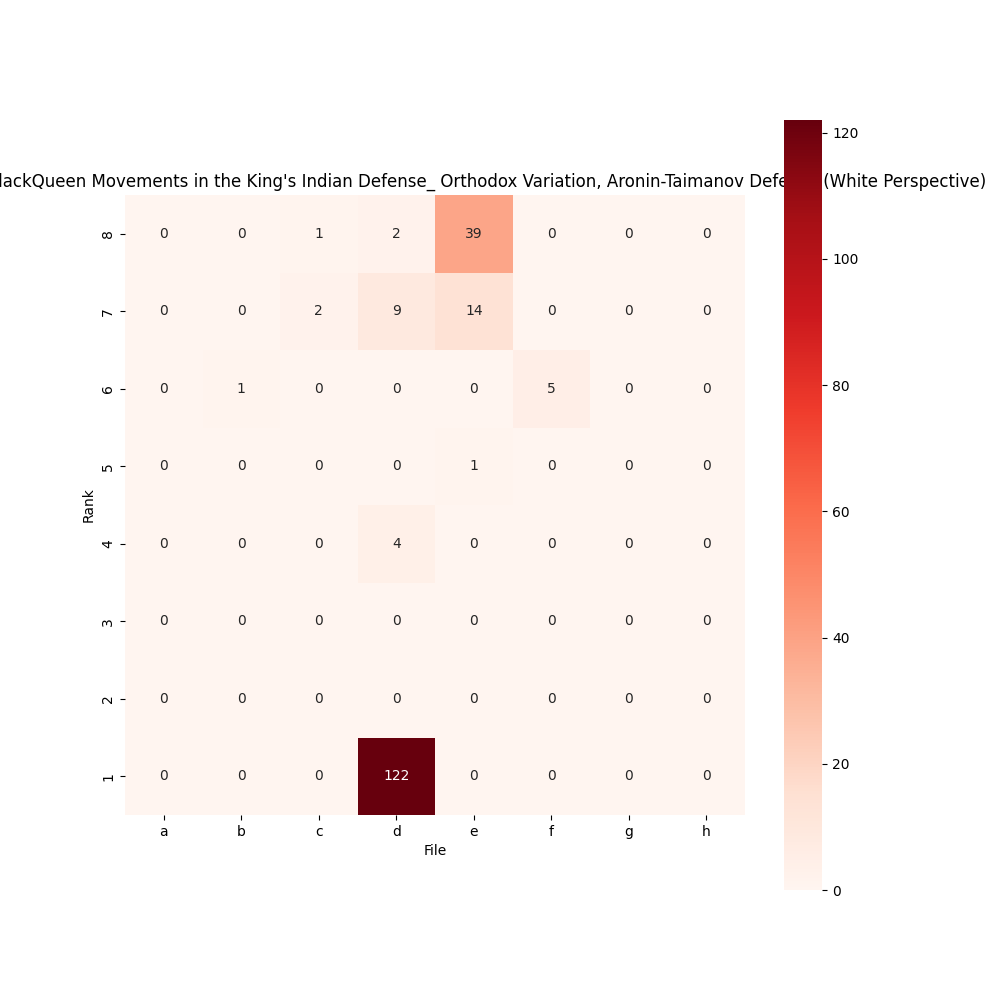 120
lackQueen Movements in the King's Indian Defense_ Orthodox Variation, Aronin-Taimanov Defe (White Perspective)
8 0 0 1 2 39 0 0 0
100
7 0 0 2 9 14 0 0 0
80
6 0 1 0 0 0 5 0 0
5 0 0 0 0 1 0 0 0
Rank
60
4 0 0 0 4 0 0 0 0
40
3 0 0 0 0 0 0 0 0
2 0 0 0 0 0 0 0 0
20
1 0 0 0 122 0 0 0 0
a b c d e f g h
File
0